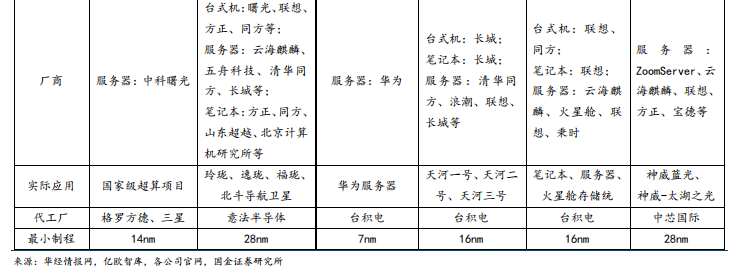 厂商
服务器：中科曙光
台式机：曙光、联想、
方正、同方等；
服务器：云海麒麟、
五舟科技、清华同
方、长城等；
笔记本：方正、同方、
山东超越、北京计算
机研究所等
服务器：华为
台式机：长城；
笔记本：长城；
服务器：清华同
方、浪潮、联想、
长城等
台式机：联想、
同方；
笔记本：联想；
服务器：云海麒
麟、火星舱、联
想、秉时
服务器：
ZoomServer、云
海麒麟、联想、
方正、宝德等
实际应用
国家级超算项目
玲珑、逸珑、福珑、
北斗导航卫星
华为服务器
天河一号、天河二
号、天河三号
笔记本、服务器、
火星舱存储统
神威蓝光、
神威-太湖之光
代工厂
格罗方德、三星
意法半导体
台积电
台积电
台积电
中芯国际
最小制程
14nm
28nm
7nm
16nm
16nm
28nm
来源：华经情报网，亿欧智库，各公司官网，国金证券研究所